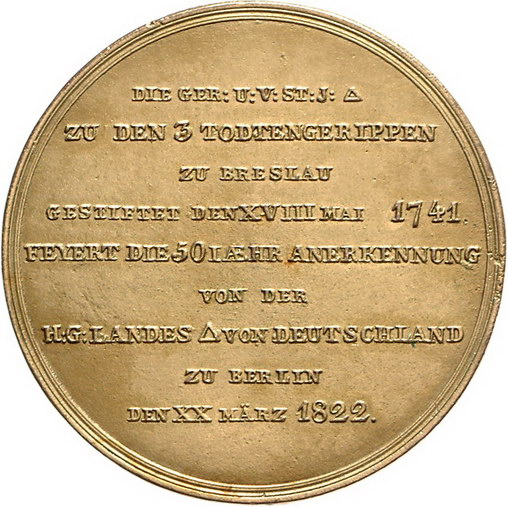 DIE GER: U: V: ST: J: △
ZU DEN 3 TODTENGERIPPEN
ZU BRESLAU
GESTIFTET DEN XVIII MAI 1741.
FEYERT DIE 50 IÆHR ANERKENNUNG
VON DER
H: G: LANDES △ VON DEUTSCHLAND
ZU BERLIN
DEN XX MÄRZ 1822.